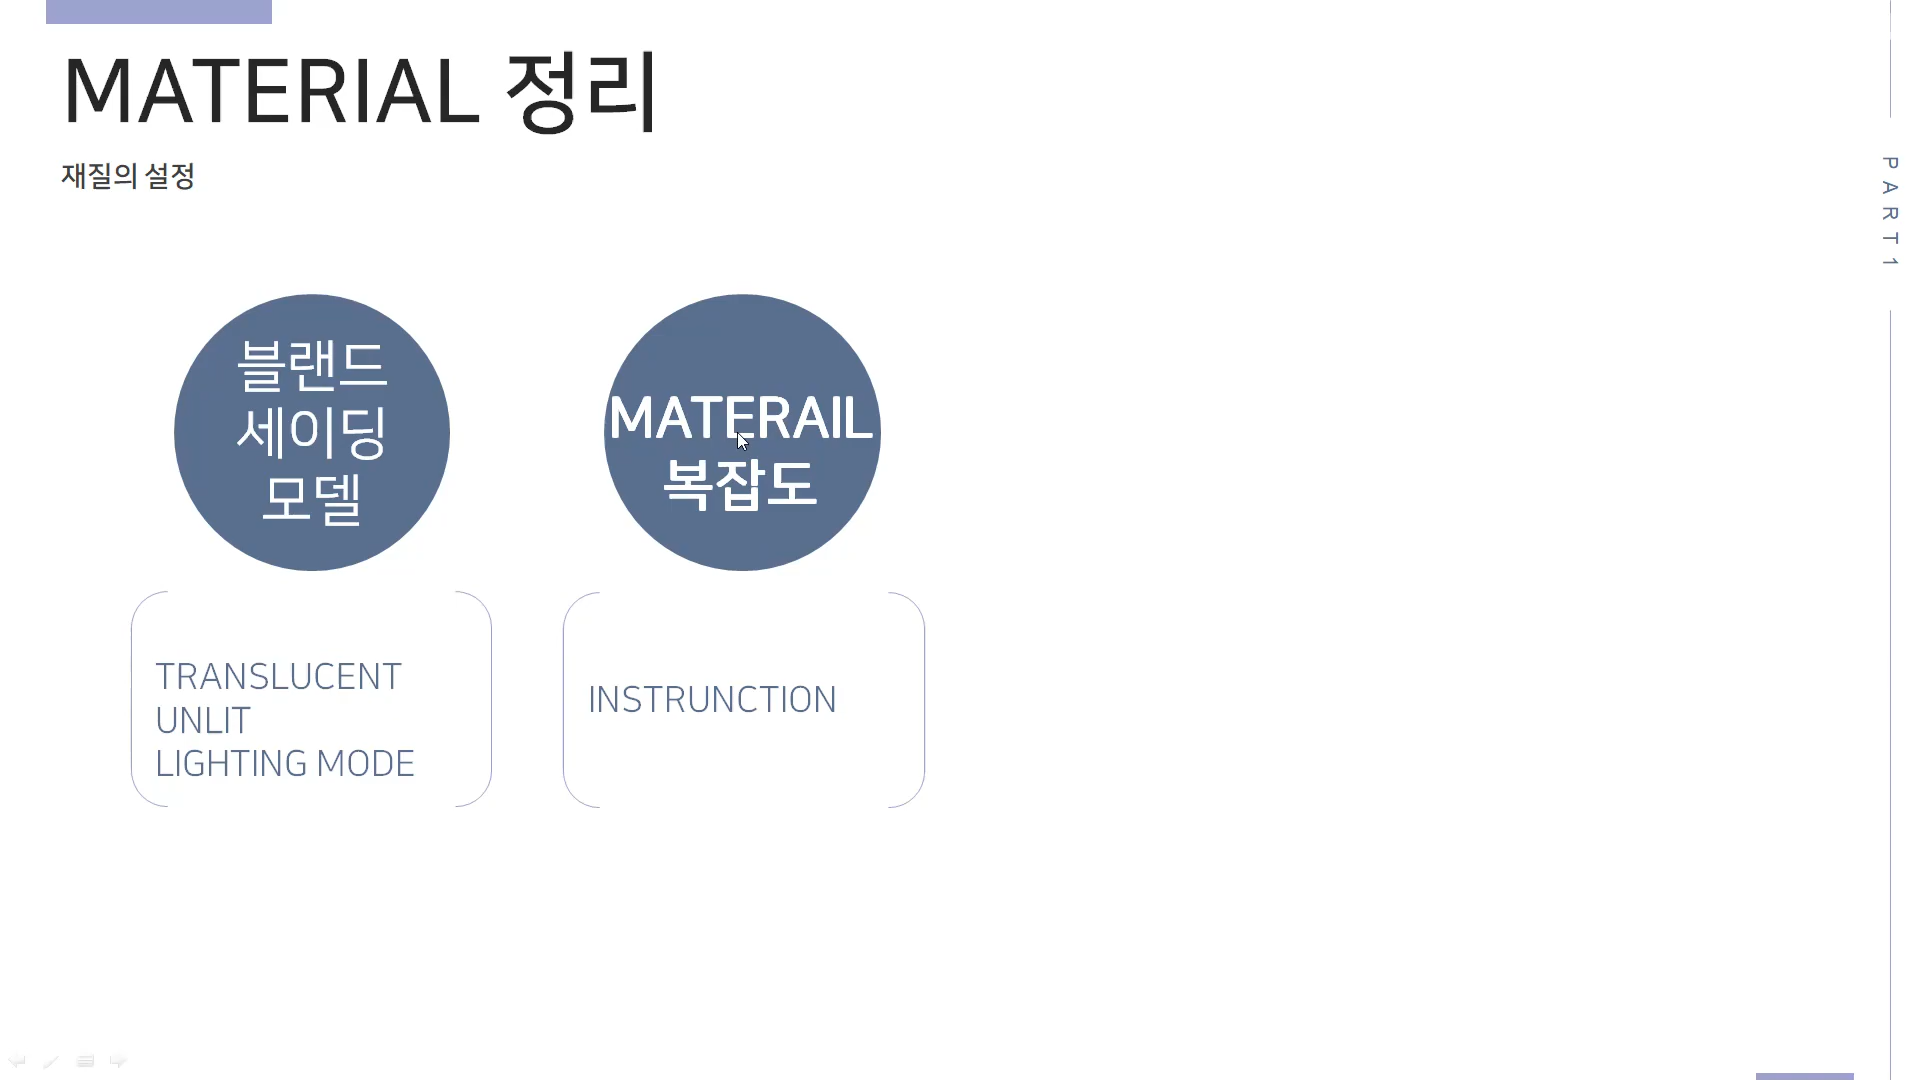 MATERIAL 정리
재질의 설정
PART1
블랜드
세이딩
모델
MATERAIL
복잡도
TRANSLUCENT
UNLIT
LIGHTING MODE
INSTRUNCTION